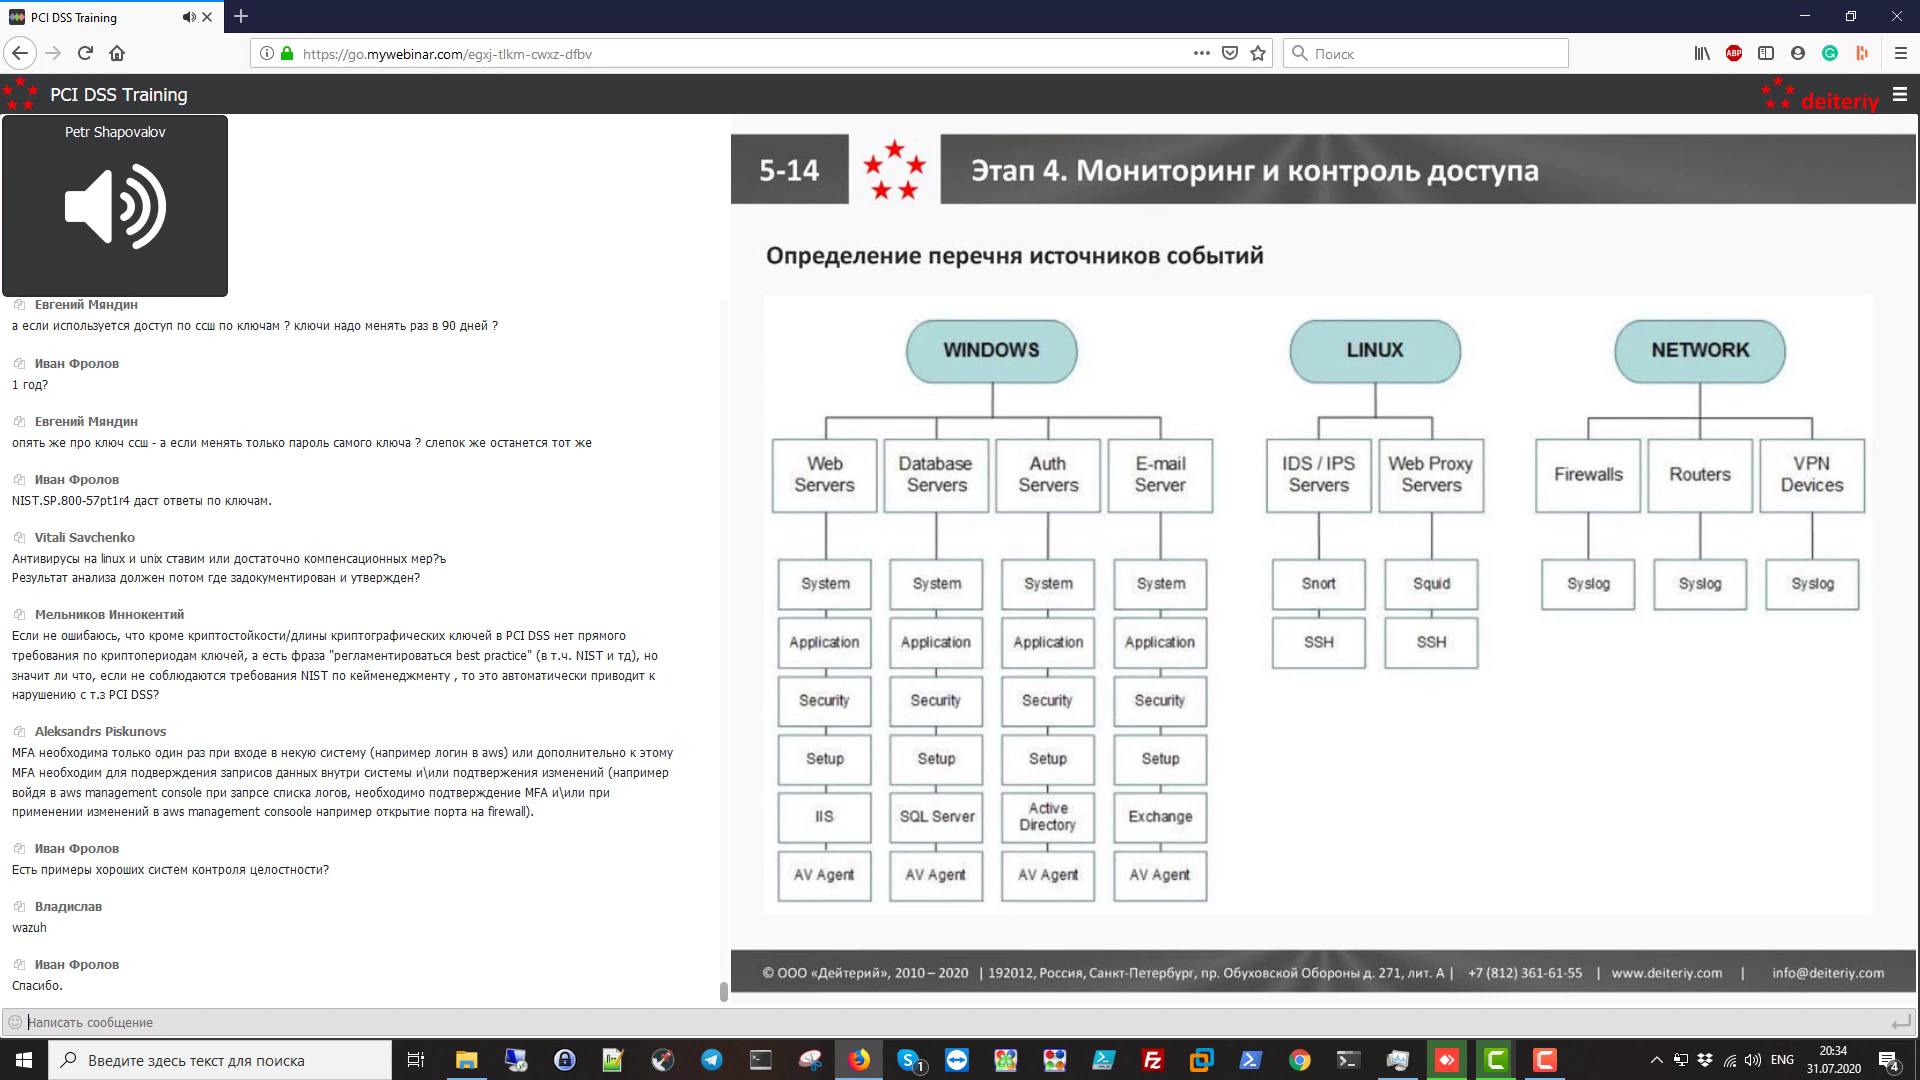 PCI DSS Training
https://go.mywebinar.com/egxj-tlkm-cwxz-dfbv
Поиск
ABP
PCI DSS Training
deiteriy
Petr Shapovalov
Евгений Мяндин
а если используется доступ по ссш по ключам ? ключи надо менять раз в 90 дней ?
Иван Фролов
1 год?
Евгений Мяндин
опять же про ключ ссш - а если менять только пароль самого ключа ? слепок же останется тот же
Иван Фролов
NIST.SP.800-57pt1r4 даст ответы по ключам.
Vitali Savchenko
Антивирусы на linux и unix ставим или достаточно компенсационных мер?ъ
Результат анализа должен потом где задокументирован и утвержден?
Мельников Иннокентий
Если не ошибаюсь, что кроме криптостойкости/длины криптографических ключей в PCI DSS нет прямого
требования по криптопериодам ключей, а есть фраза "регламентироваться best practice" (в т.ч. NIST и тд), но
значит ли что, если не соблюдаются требования NIST по кейменеджменту , то это автоматически приводит к
нарушению с т.з PCI DSS?
Aleksandrs Piskunovs
MFA необходима только один раз при входе в некую систему (например логин в aws) или дополнительно к этому
MFA необходим для подверждения заприсов данных внутри системы и\или подтвержения изменений (например
войдя в aws management console при запрсе списка логов, необходимо подтверждение MFA и\или при
применении изменений в aws management consoole например открытие порта на firewall).
Иван Фролов
Есть примеры хороших систем контроля целостности?
Владислав
wazuh
Иван Фролов
Спасибо.
Написать сообщение
5-14
Этап 4. Мониторинг и контроль доступа
Определение перечня источников событий
WINDOWS
LINUX
NETWORK
Web Servers
Database Servers
Auth Servers
E-mail Server
IDS / IPS Servers
Web Proxy Servers
Firewalls
Routers
VPN Devices
System
System
System
System
Snort
Squid
Syslog
Syslog
Syslog
Application
Application
Application
Application
SSH
SSH
Security
Security
Security
Security
Setup
Setup
Setup
Setup
IIS
SQL Server
Active Directory
Exchange
AV Agent
AV Agent
AV Agent
AV Agent
© ООО «Дейтерий», 2010 – 2020 | 192012, Россия, Санкт-Петербург, пр. Обуховской Обороны д. 271, лит. А | +7 (812) 361-61-55 | www.deiteriy.com | info@deiteriy.com
Введите здесь текст для поиска
1
ENG
20:34
31.07.2020
4